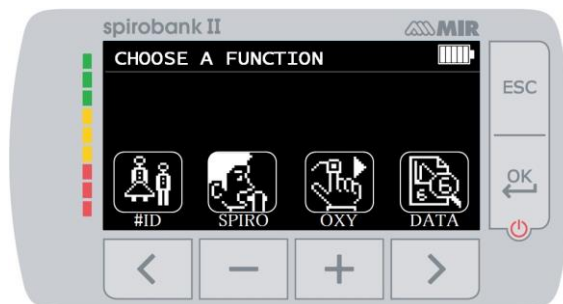 spirobank II MIR
CHOOSE A FUNCTION
ESC
OK
#ID SPIRO OXY DATA
< − + >